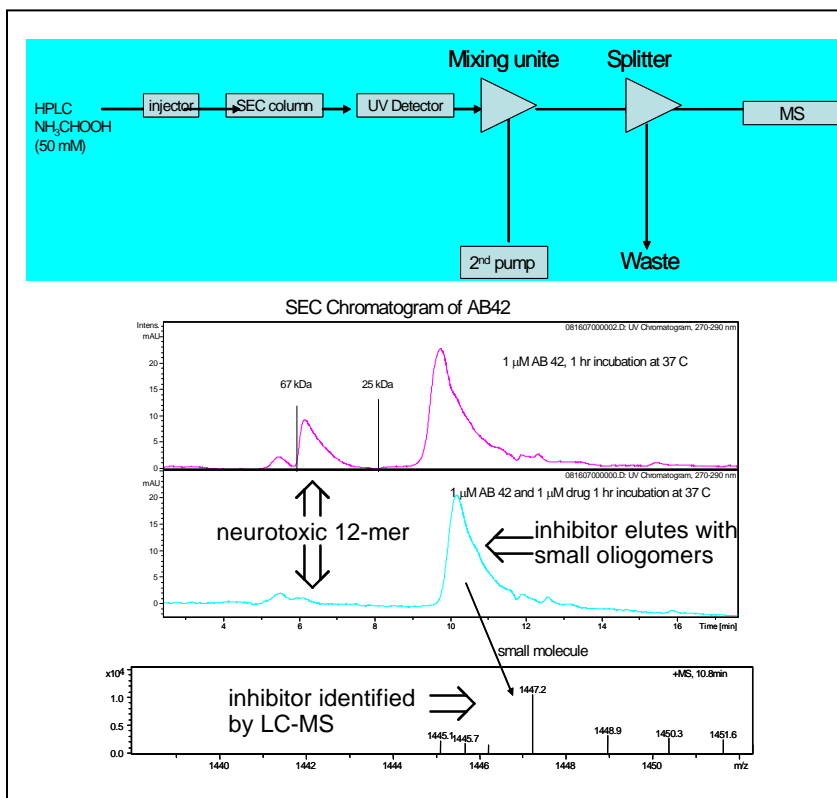 Mixing unite
Splitter
HPLC
NH₃CHOOH
(50 mM)
injector
SEC column
UV Detector
MS
2nd pump
Waste
SEC Chromatogram of AB42
Intens.
mAU
081607000002.D: UV Chromatogram, 270-290 nm
1 μM AB 42, 1 hr incubation at 37 C
67 kDa
25 kDa
20
15
10
5
0
mAU
081607000000.D: UV Chromatogram, 270-290 nm
1 μM AB 42 and 1 μM drug 1 hr incubation at 37 C
neurotoxic 12-mer
inhibitor elutes with
small oliogomers
20
15
10
5
0
4 6 8 10 12 14 16 Time [min]
small molecule
x10⁴
+MS, 10.8min
inhibitor identified
by LC-MS
1.0
0.5
0.0
1445.1
1445.7
1447.2
1448.9
1450.3
1451.6
1440 1442 1444 1446 1448 1450 m/z